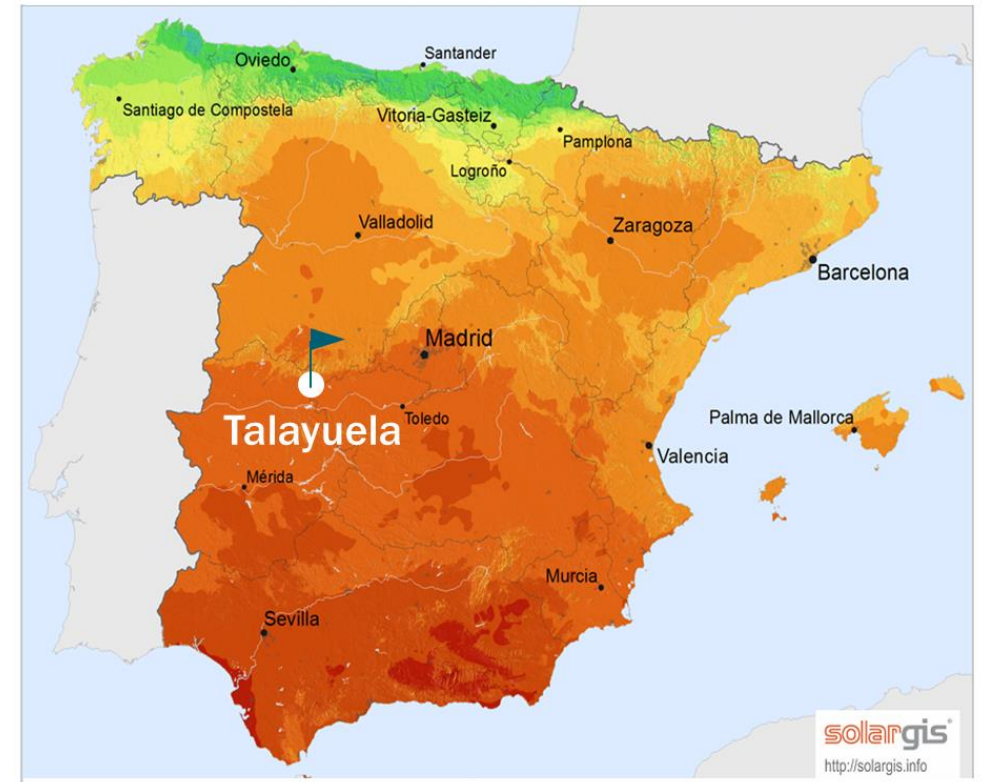 Santander
Oviedo
Santiago de Compostela
Vitoria-Gasteiz
Pamplona
Logroño
Valladolid
Zaragoza
Barcelona
Madrid
Talayuela
Toledo
Palma de Mallorca
Valencia
Mérida
Murcia
Sevilla
solargis
http://solargis.info